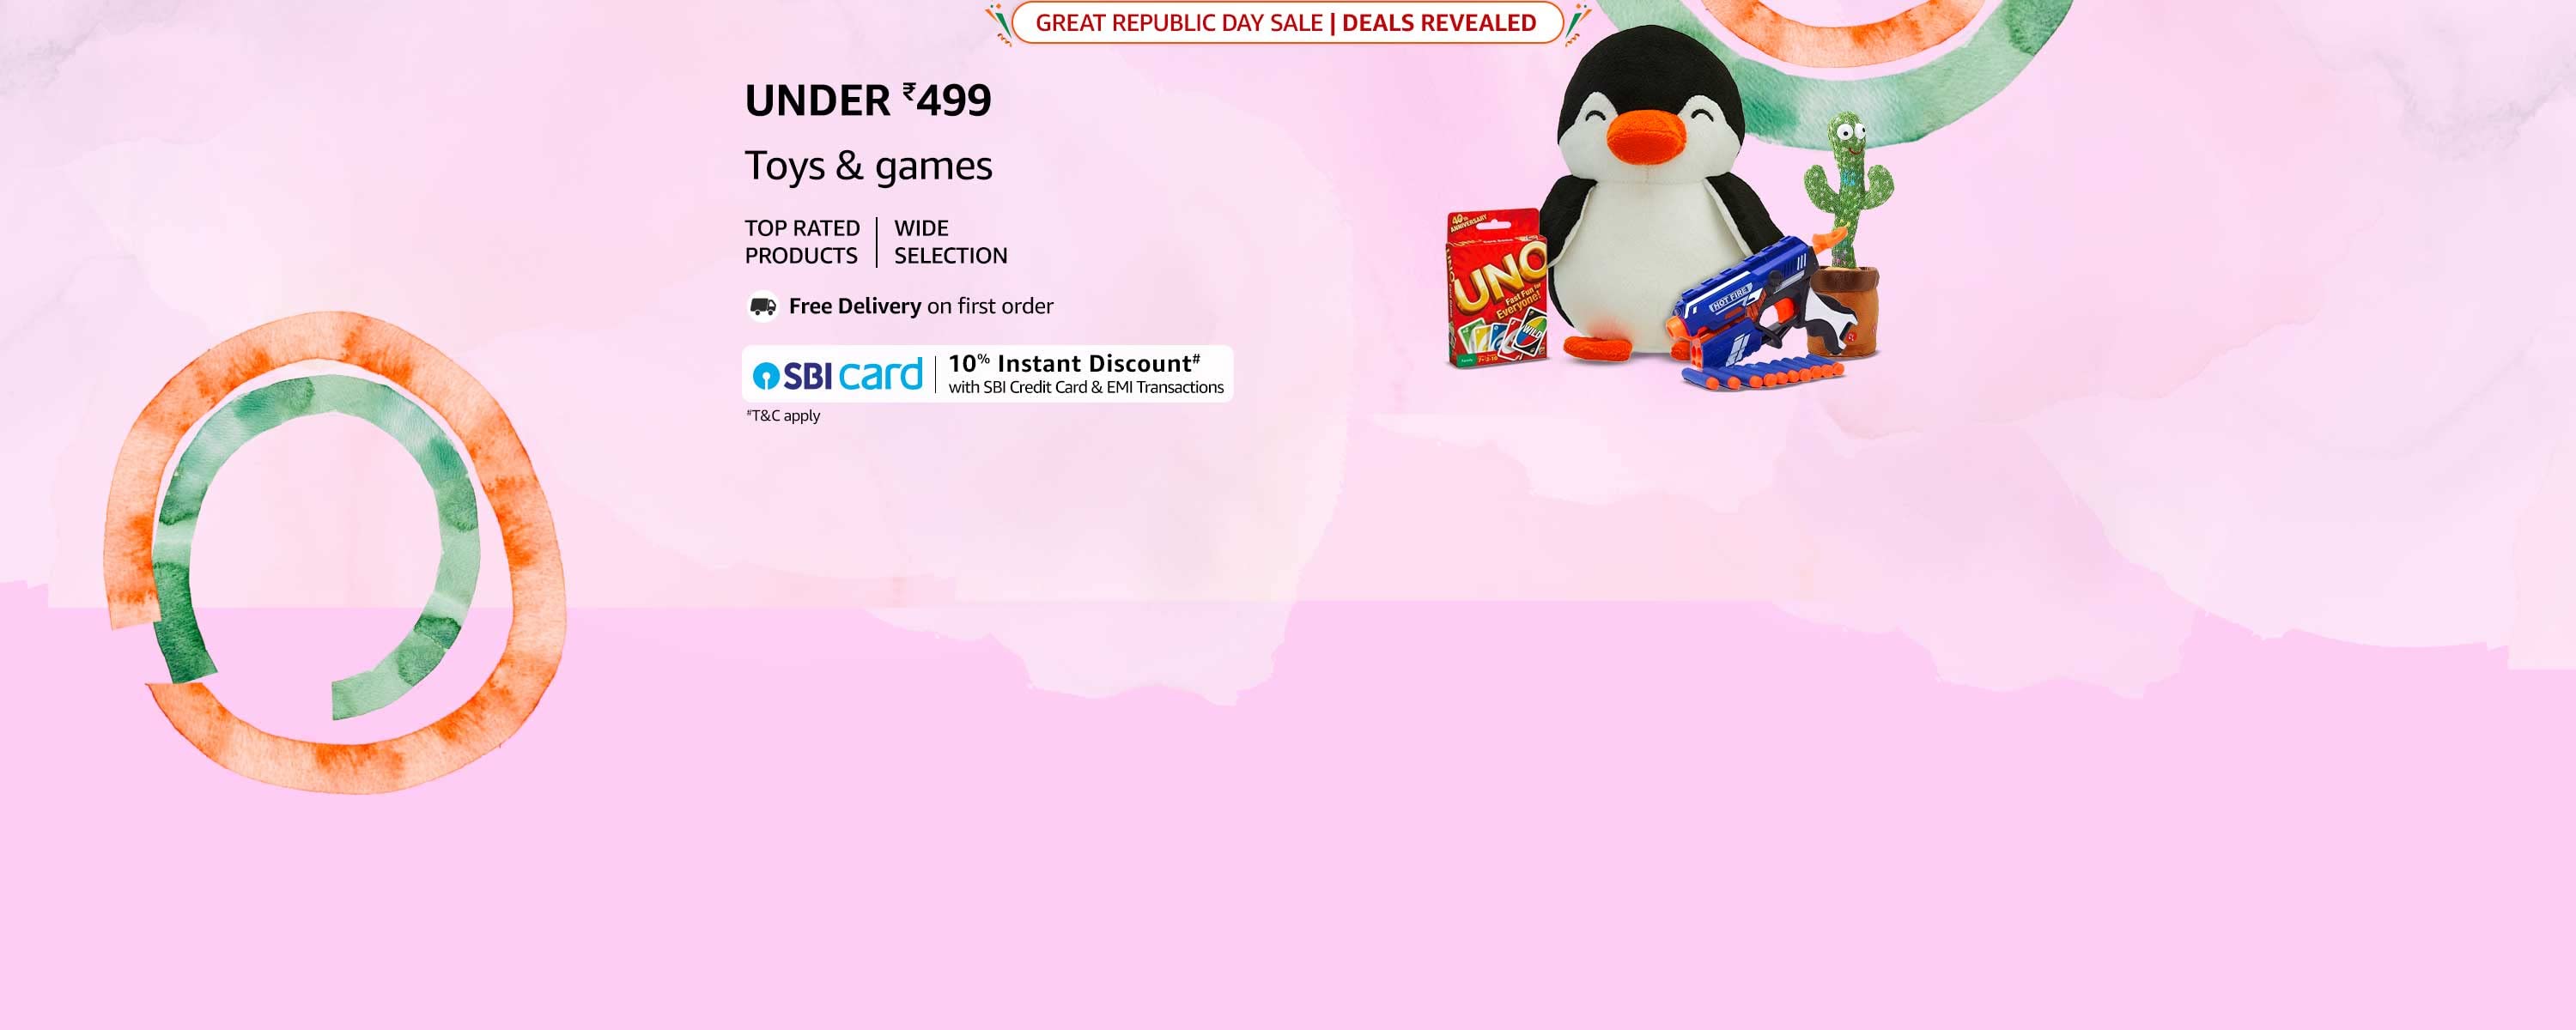 GREAT REPUBLIC DAY SALE | DEALS REVEALED
UNDER ₹499
Toys & games
TOP RATED PRODUCTS | WIDE SELECTION
Free Delivery on first order
SBI card
10% Instant Discount#
with SBI Credit Card & EMI Transactions
#T&C apply
40th ANNIVERSARY
UNO
Fast Fun for Everyone!
WILD
HOT FIRE